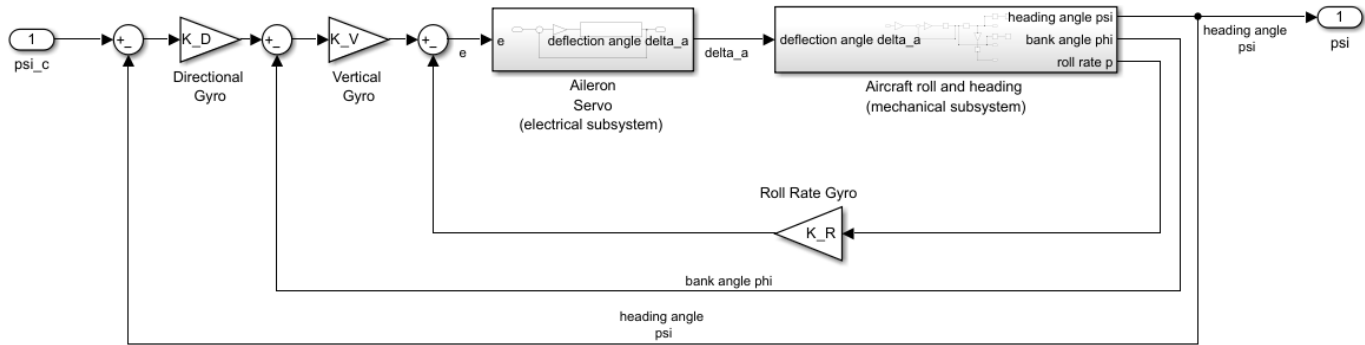 1
psi_c
+
-
K_D
Directional
Gyro
+
-
K_V
Vertical
Gyro
+
-
e
e
deflection angle delta_a
Aileron
Servo
(electrical subsystem)
delta_a
deflection angle delta_a
heading angle psi
bank angle phi
roll rate p
Aircraft roll and heading
(mechanical subsystem)
heading angle
psi
1
psi
Roll Rate Gyro
K_R
bank angle phi
heading angle
psi